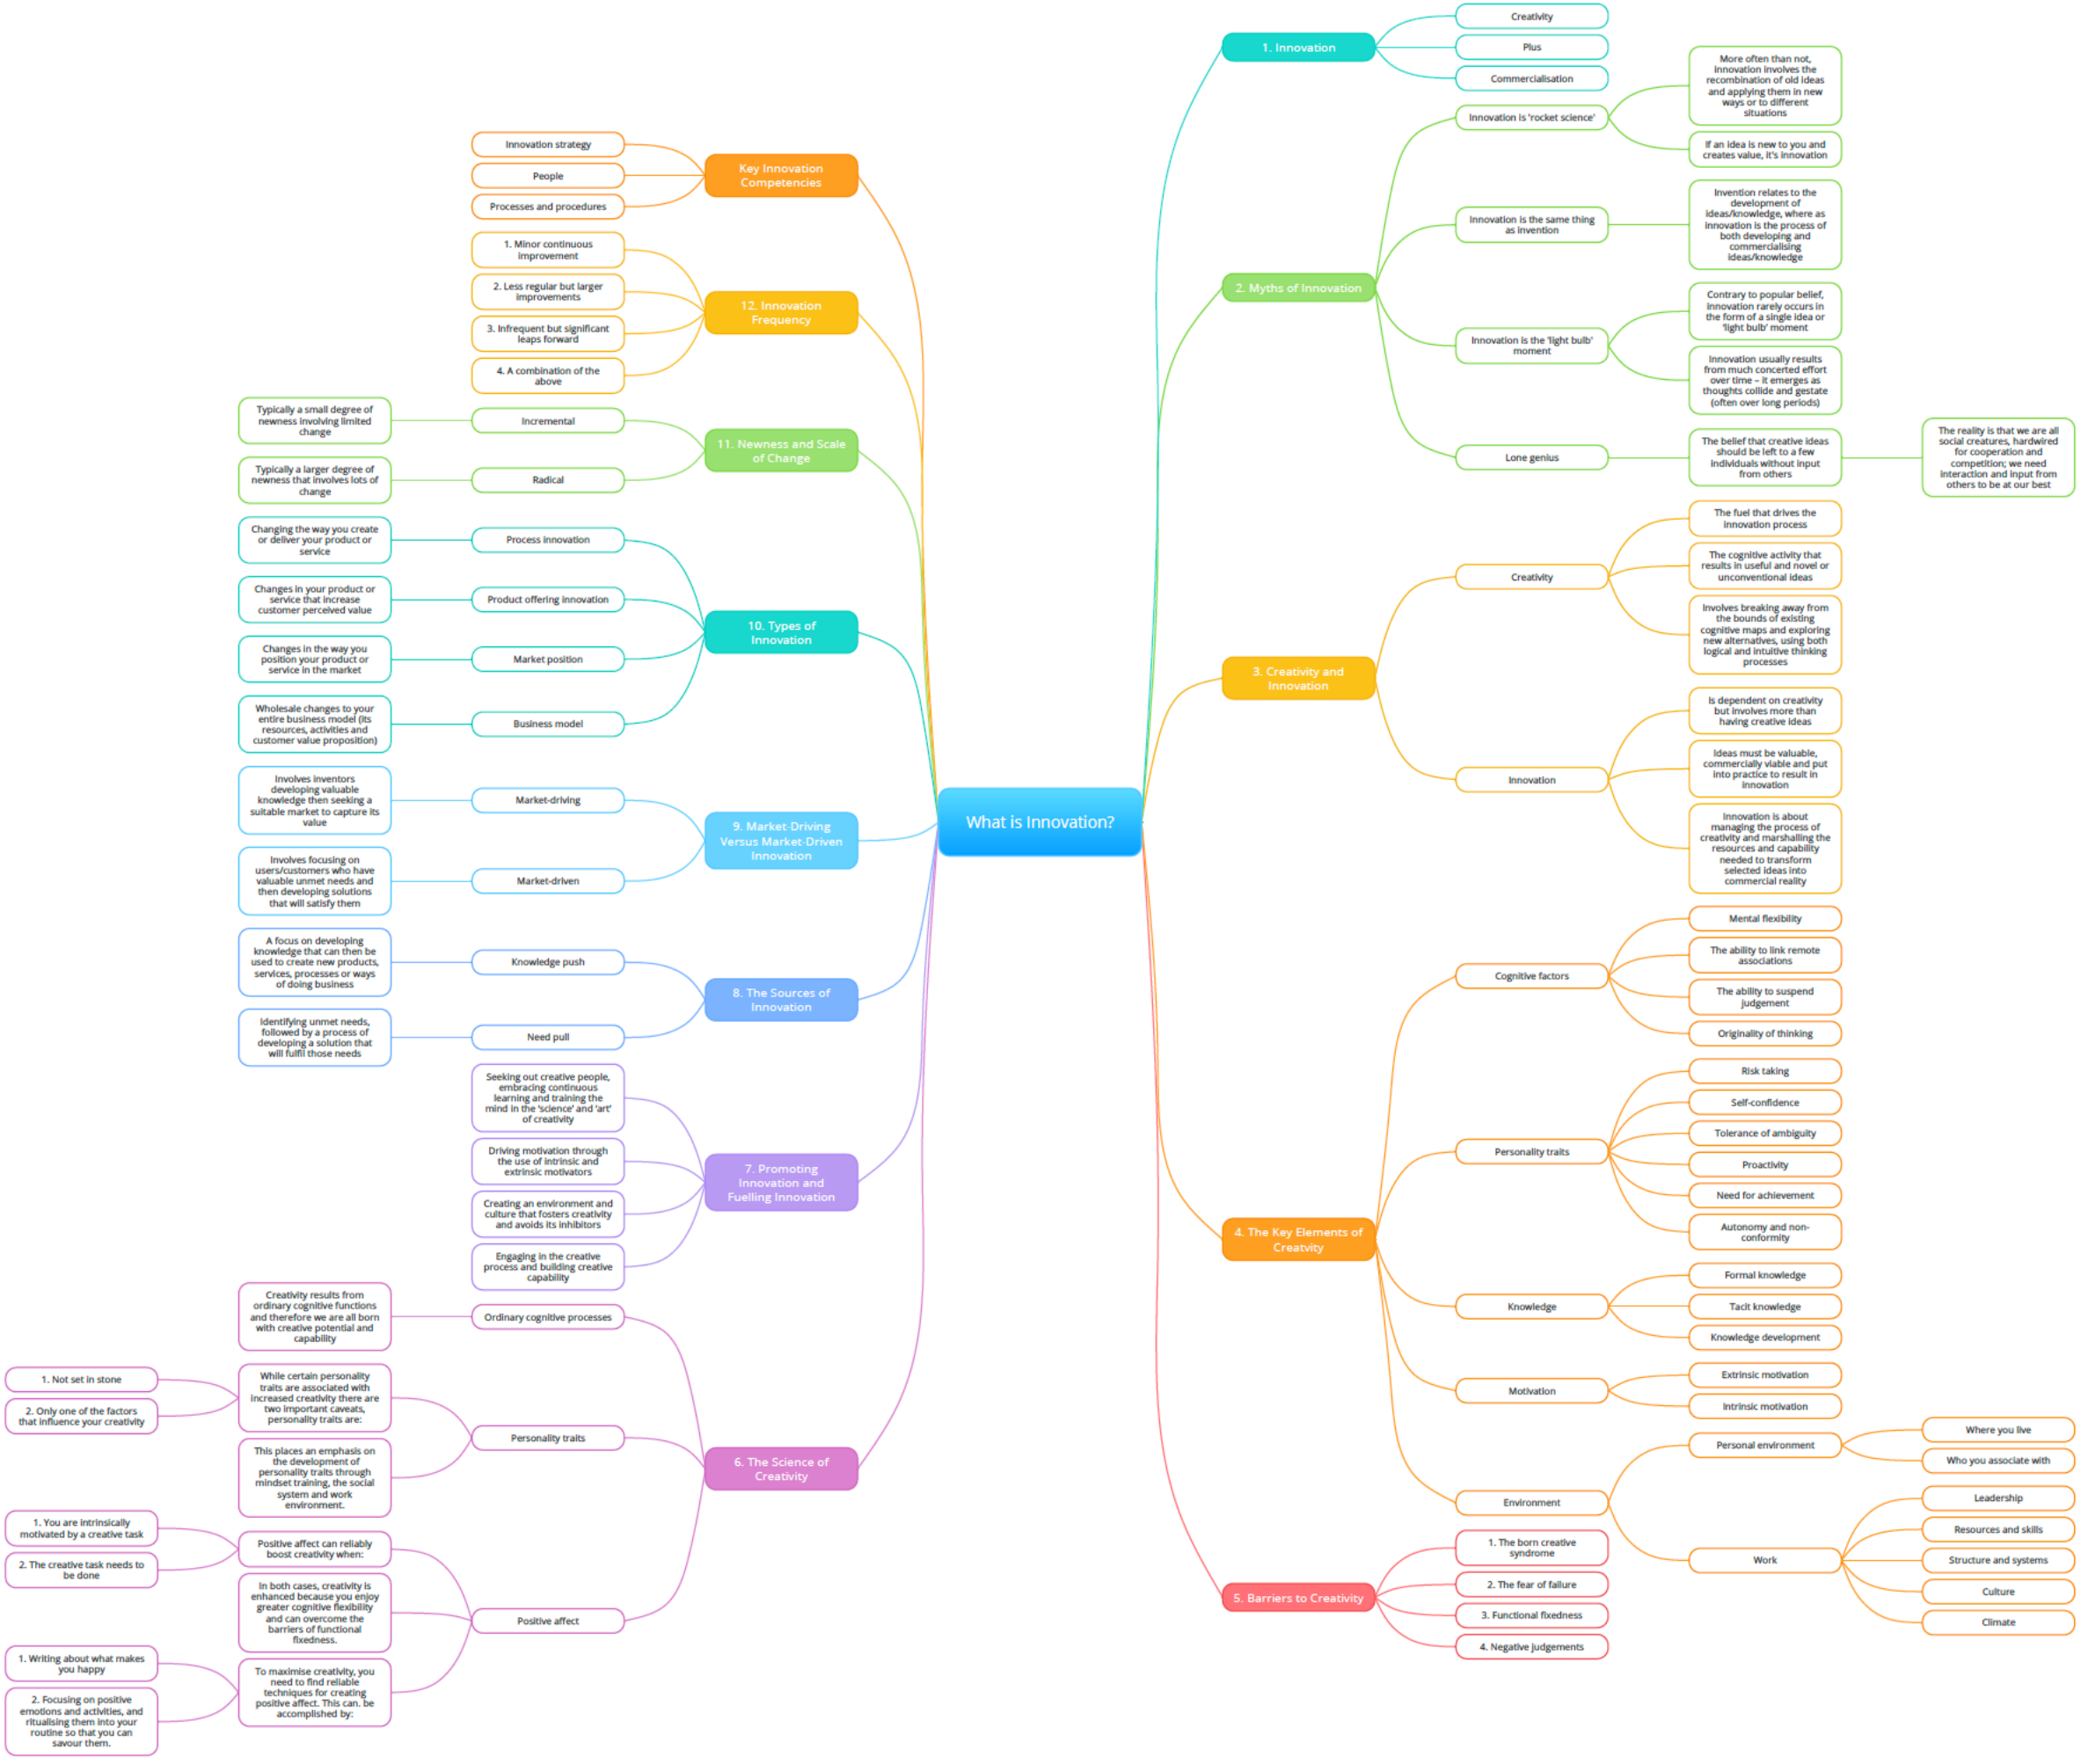 What is Innovation?
1. Innovation
Creativity
Plus
Commercialisation
2. Myths of Innovation
Innovation is 'rocket science'
More often than not,
innovation involves the
recombination of old ideas
and applying them in new
ways or to different
situations
If an idea is new to you and
creates value, it's innovation
Innovation is the same thing
as invention
Invention relates to the
development of
ideas/knowledge, where as
innovation is the process of
both developing and
commercialising
ideas/knowledge
Innovation is the 'light bulb'
moment
Contrary to popular belief,
innovation rarely occurs in
the form of a single idea or
'light bulb' moment
Innovation usually results
from much concerted effort
over time – it emerges as
thoughts collide and gestate
(often over long periods)
Lone genius
The belief that creative ideas
should be left to a few
individuals without input
from others
The reality is that we are all
social creatures, hardwired
for cooperation and
competition; we need
interaction and input from
others to be at our best
3. Creativity and
Innovation
Creativity
The fuel that drives the
innovation process
The cognitive activity that
results in useful and novel or
unconventional ideas
Involves breaking away from
the bounds of existing
cognitive maps and exploring
new alternatives, using both
logical and intuitive thinking
processes
Innovation
Is dependent on creativity
but involves more than
having creative ideas
Ideas must be valuable,
commercially viable and put
into practice to result in
innovation
Innovation is about
managing the process of
creativity and marshalling the
resources and capability
needed to transform
selected ideas into
commercial reality
4. The Key Elements of
Creatvity
Cognitive factors
Mental flexibility
The ability to link remote
associations
The ability to suspend
judgement
Originality of thinking
Personality traits
Risk taking
Self-confidence
Tolerance of ambiguity
Proactivity
Need for achievement
Autonomy and non-
conformity
Knowledge
Formal knowledge
Tacit knowledge
Knowledge development
Motivation
Extrinsic motivation
Intrinsic motivation
Environment
Personal environment
Where you live
Who you associate with
Work
Leadership
Resources and skills
Structure and systems
Culture
Climate
5. Barriers to Creativity
1. The born creative
syndrome
2. The fear of failure
3. Functional fixedness
4. Negative judgements
6. The Science of
Creativity
Ordinary cognitive processes
Creativity results from
ordinary cognitive functions
and therefore we are all born
with creative potential and
capability
Personality traits
While certain personality
traits are associated with
increased creativity there are
two important caveats,
personality traits are:
1. Not set in stone
2. Only one of the factors
that influence your creativity
This places an emphasis on
the development of
personality traits through
mindset training, the social
system and work
environment.
Positive affect
Positive affect can reliably
boost creativity when:
1. You are intrinsically
motivated by a creative task
2. The creative task needs to
be done
In both cases, creativity is
enhanced because you enjoy
greater cognitive flexibility
and can overcome the
barriers of functional
fixedness.
To maximise creativity, you
need to find reliable
techniques for creating
positive affect. This can. be
accomplished by:
1. Writing about what makes
you happy
2. Focusing on positive
emotions and activities, and
ritualising them into your
routine so that you can
savour them.
7. Promoting
Innovation and
Fuelling Innovation
Seeking out creative people,
embracing continuous
learning and training the
mind in the 'science' and 'art'
of creativity
Driving motivation through
the use of intrinsic and
extrinsic motivators
Creating an environment and
culture that fosters creativity
and avoids its inhibitors
Engaging in the creative
process and building creative
capability
8. The Sources of
Innovation
Knowledge push
A focus on developing
knowledge that can then be
used to create new products,
services, processes or ways
of doing business
Need pull
Identifying unmet needs,
followed by a process of
developing a solution that
will fulfil those needs
9. Market-Driving
Versus Market-Driven
Innovation
Market-driving
Involves inventors
developing valuable
knowledge then seeking a
suitable market to capture its
value
Market-driven
Involves focusing on
users/customers who have
valuable unmet needs and
then developing solutions
that will satisfy them
10. Types of
Innovation
Process innovation
Changing the way you create
or deliver your product or
service
Product offering innovation
Changes in your product or
service that increase
customer perceived value
Market position
Changes in the way you
position your product or
service in the market
Business model
Wholesale changes to your
entire business model (its
resources, activities and
customer value proposition)
11. Newness and Scale
of Change
Incremental
Typically a small degree of
newness involving limited
change
Radical
Typically a larger degree of
newness that involves lots of
change
12. Innovation
Frequency
1. Minor continuous
improvement
2. Less regular but larger
improvements
3. Infrequent but significant
leaps forward
4. A combination of the
above
Key Innovation
Competencies
Innovation strategy
People
Processes and procedures